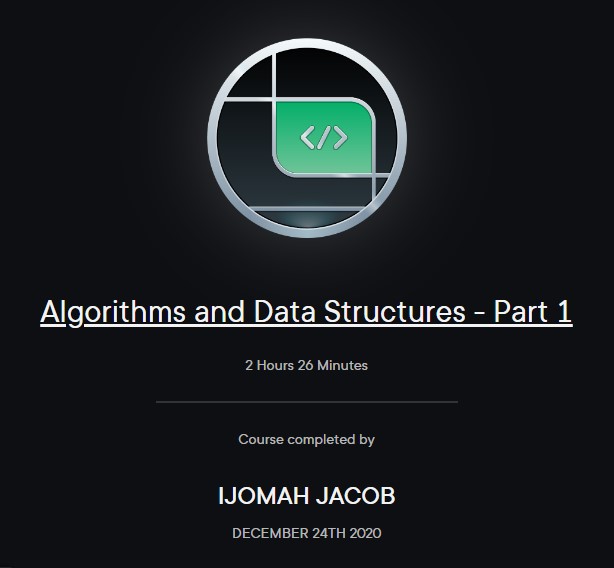 </>
Algorithms and Data Structures - Part 1
2 Hours 26 Minutes
Course completed by
IJOMAH JACOB
DECEMBER 24TH 2020